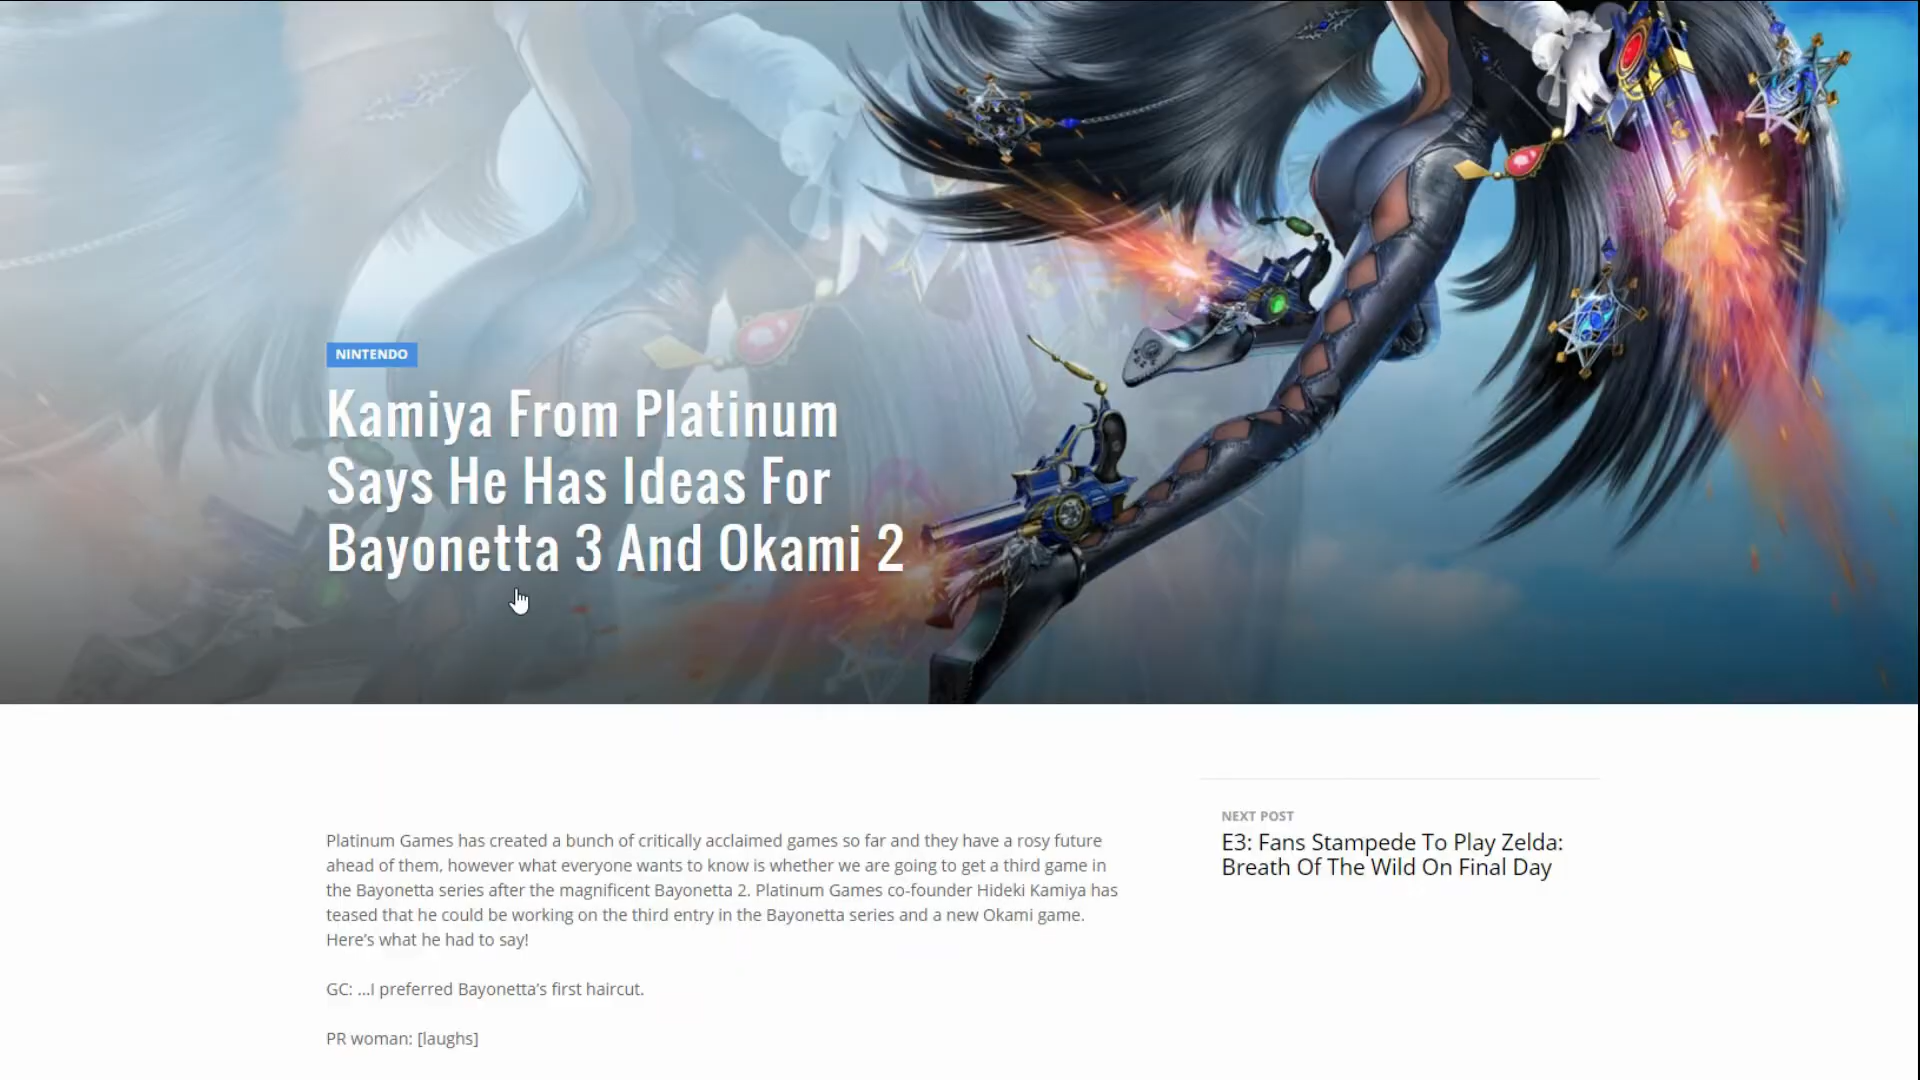 NINTENDO
Kamiya From Platinum
Says He Has Ideas For
Bayonetta 3 And Okami 2
Platinum Games has created a bunch of critically acclaimed games so far and they have a rosy future
ahead of them, however what everyone wants to know is whether we are going to get a third game in
the Bayonetta series after the magnificent Bayonetta 2. Platinum Games co-founder Hideki Kamiya has
teased that he could be working on the third entry in the Bayonetta series and a new Okami game.
Here’s what he had to say!
GC: …I preferred Bayonetta’s first haircut.
PR woman: [laughs]
NEXT POST
E3: Fans Stampede To Play Zelda:
Breath Of The Wild On Final Day